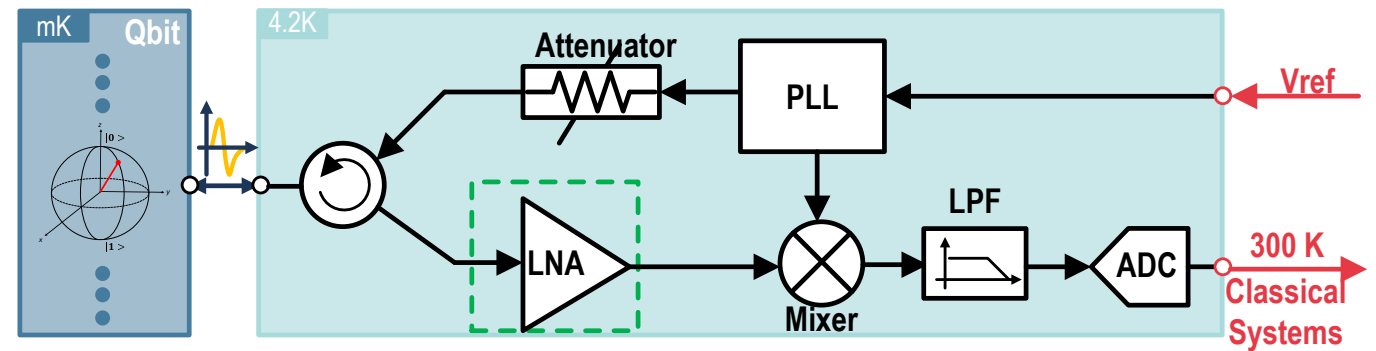 mK
Qbit
z
|0 >
y
x
|1 >
4.2K
Attenuator
PLL
Vref
LNA
Mixer
LPF
ADC
300 K
Classical
Systems